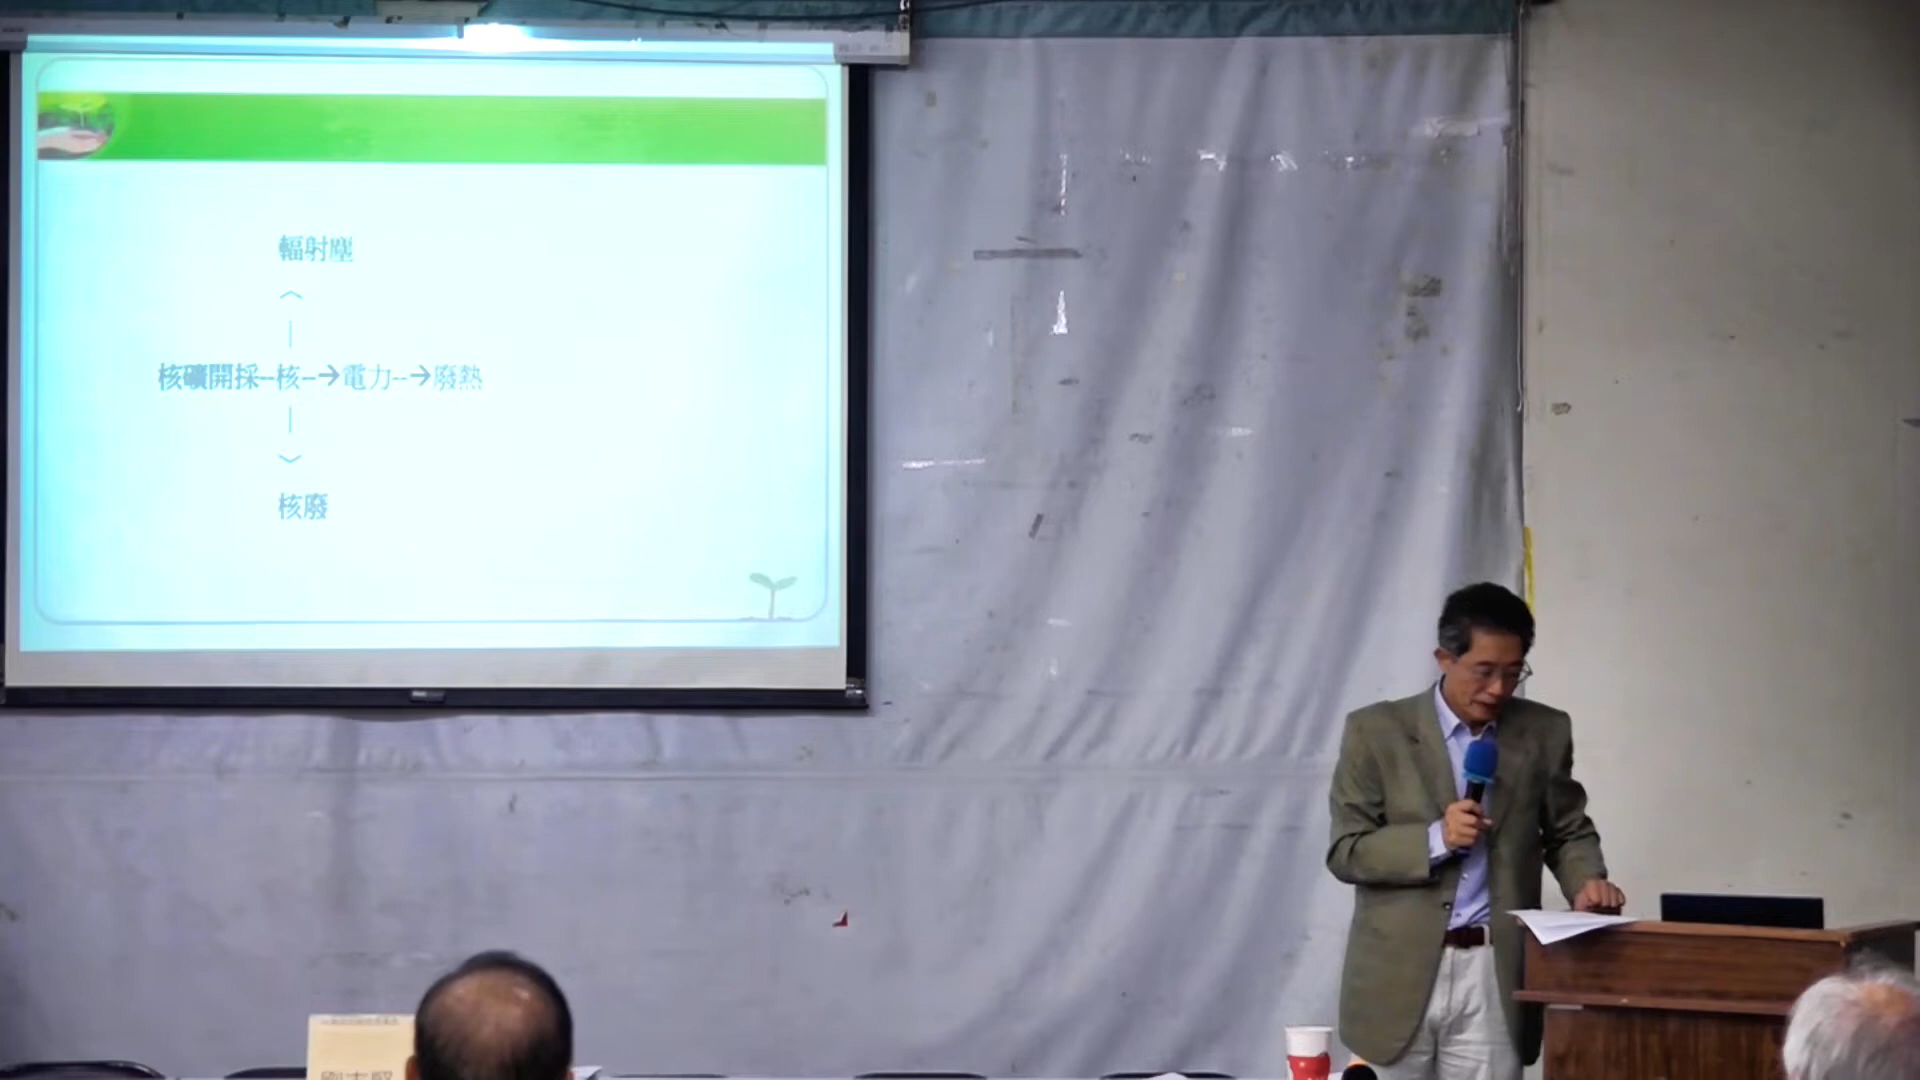 輻射塵
︿
｜
核礦開採--核--→電力--→廢熱
｜
﹀
核廢